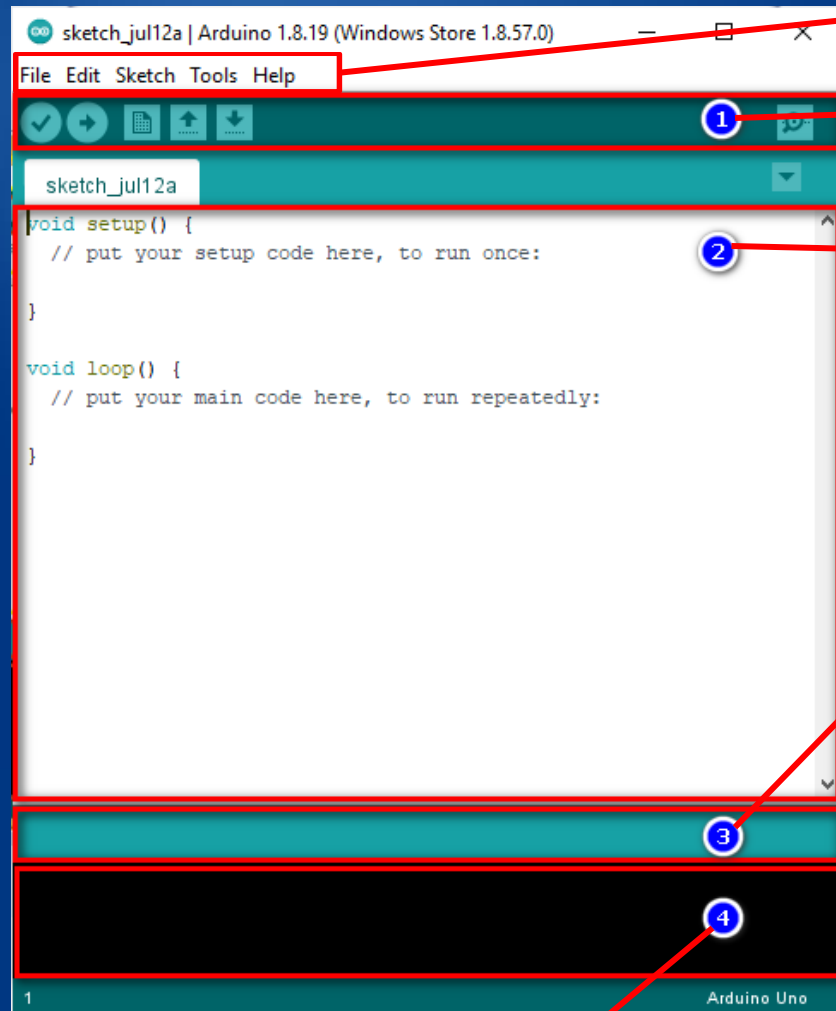 sketch_jul12a | Arduino 1.8.19 (Windows Store 1.8.57.0)
File Edit Sketch Tools Help
1
sketch_jul12a
void setup() {
// put your setup code here, to run once:
2
}
void loop() {
// put your main code here, to run repeatedly:
}
3
4
1 Arduino Uno